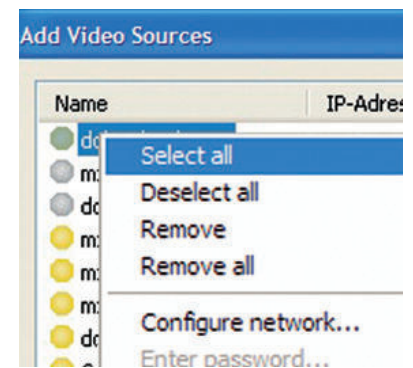 Add Video Sources
Name IP-Adres
Select all
Deselect all
Remove
Remove all
Configure network...
Enter password...